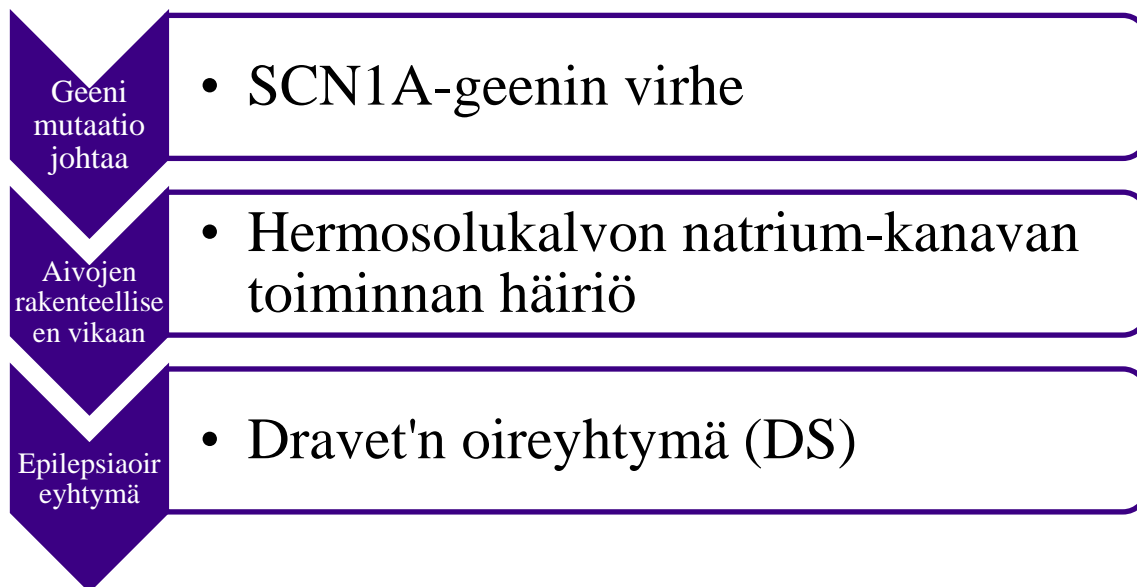 Geeni
mutaatio
johtaa
• SCN1A-geenin virhe
Aivojen
rakenteellise
en vikaan
• Hermosolukalvon natrium-kanavan
toiminnan häiriö
Epilepsiaoir
eyhtymä
• Dravet'n oireyhtymä (DS)